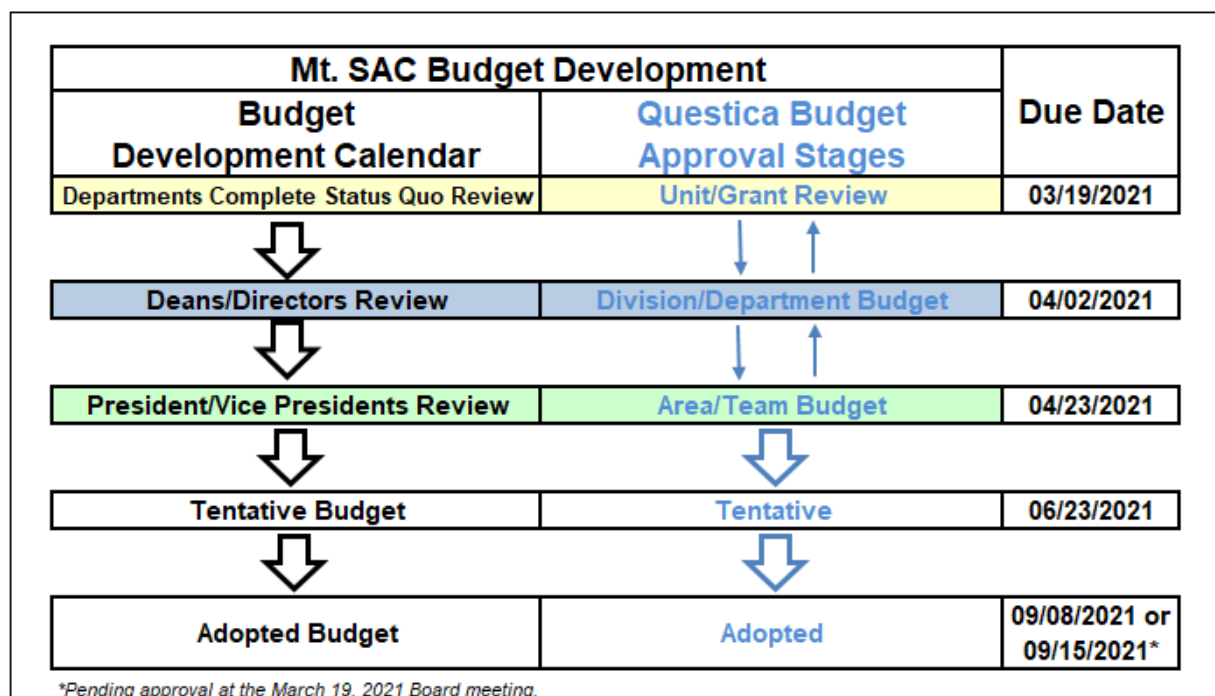 Mt. SAC Budget Development
Due Date
Budget
Development Calendar
Questica Budget
Approval Stages
Departments Complete Status Quo Review
Unit/Grant Review
03/19/2021
Deans/Directors Review
Division/Department Budget
04/02/2021
President/Vice Presidents Review
Area/Team Budget
04/23/2021
Tentative Budget
Tentative
06/23/2021
Adopted Budget
Adopted
09/08/2021 or
09/15/2021*
*Pending approval at the March 19, 2021 Board meeting.